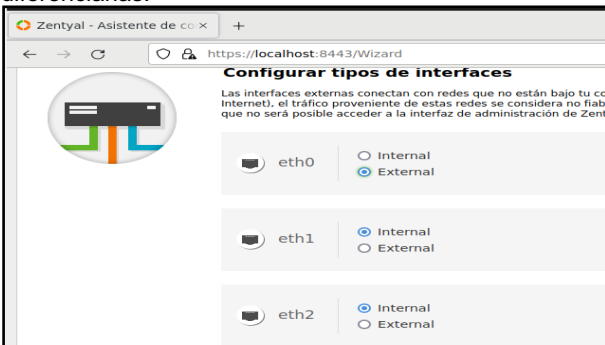 diferenciarlas.
Zentyal - Asistente de co
https://localhost:8443/Wizard
Configurar tipos de interfaces
Las interfaces externas conectan con redes que no están bajo tu co
Internet), el tráfico proveniente de estas redes se considera no fiab
que no será posible acceder a la interfaz de administración de Zent
eth0
Internal
External
eth1
Internal
External
eth2
Internal
External